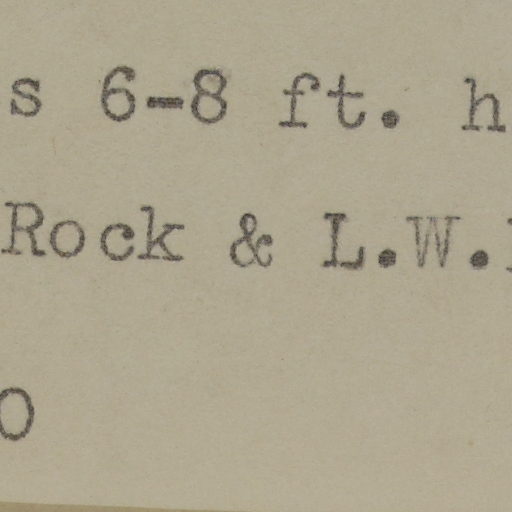 s 6-8 ft. h
Rock & L.W.
0